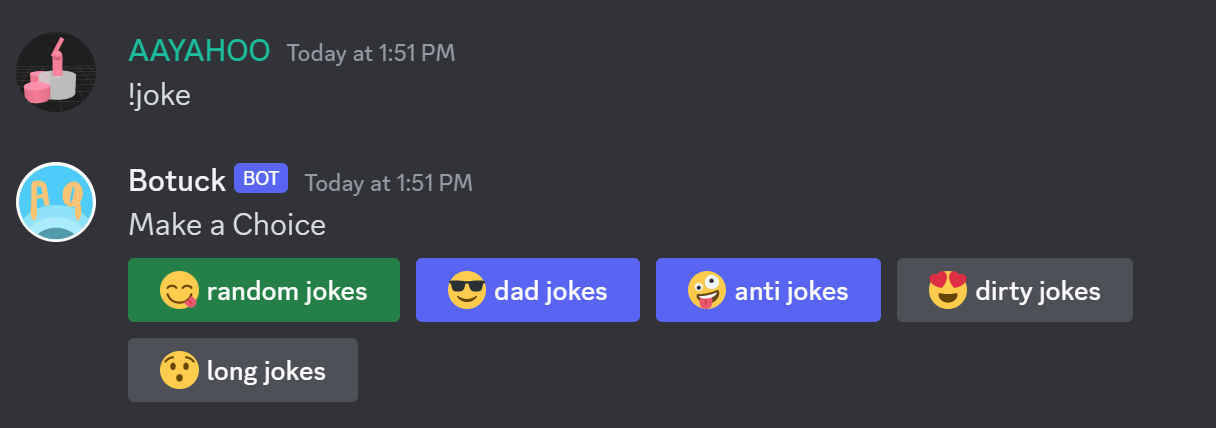 AAYAHOO Today at 1:51 PM
!joke
Botuck BOT Today at 1:51 PM
Make a Choice
random jokes dad jokes anti jokes dirty jokes
long jokes